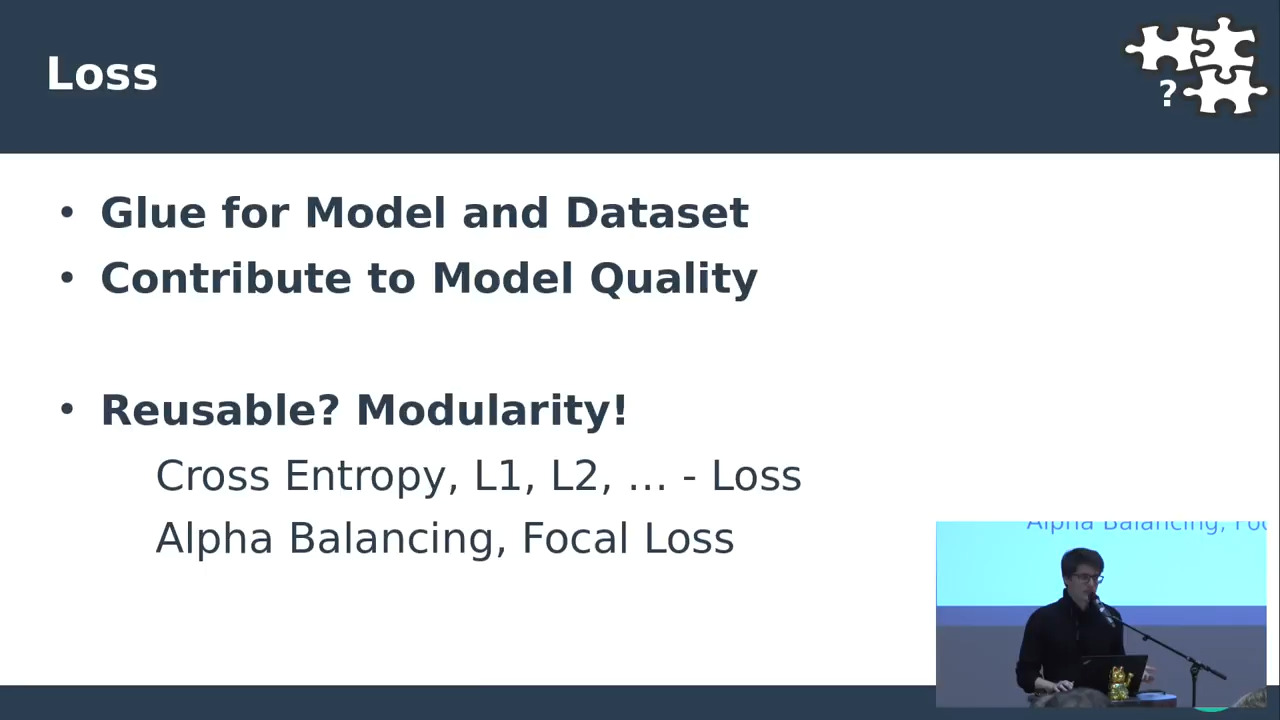 Loss
?
• Glue for Model and Dataset
• Contribute to Model Quality
• Reusable? Modularity!
Cross Entropy, L1, L2, ... - Loss
Alpha Balancing, Focal Loss
Alpha Balancing,